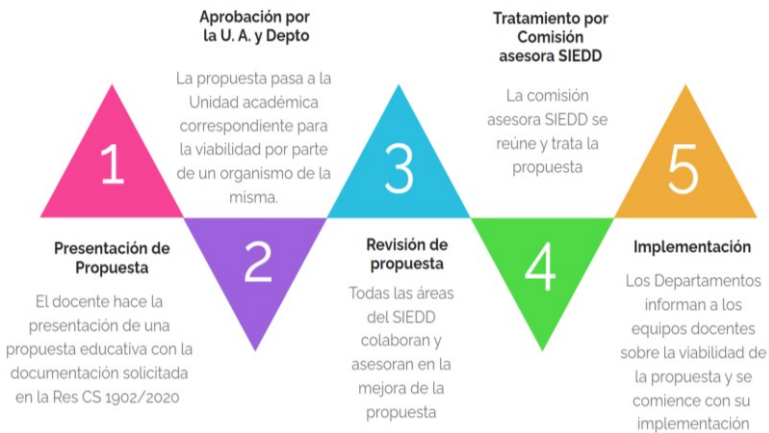 1
Presentación de
Propuesta
El docente hace la
presentación de una
propuesta educativa con la
documentación solicitada
en la Res CS 1902/2020
Aprobación por
la U. A. y Depto
La propuesta pasa a la
Unidad académica
correspondiente para
la viabilidad por parte
de un organismo de la
misma.
2
3
Revisión de
propuesta
Todas las áreas
del SIEDD
colaboran y
asesoran en la
mejora de la
propuesta
Tratamiento por
Comisión
asesora SIEDD
La comisión
asesora SIEDD se
reúne y trata la
propuesta
4
5
Implementación
Los Departamentos
informan a los
equipos docentes
sobre la viabilidad de
la propuesta y se
comience con su
implementación